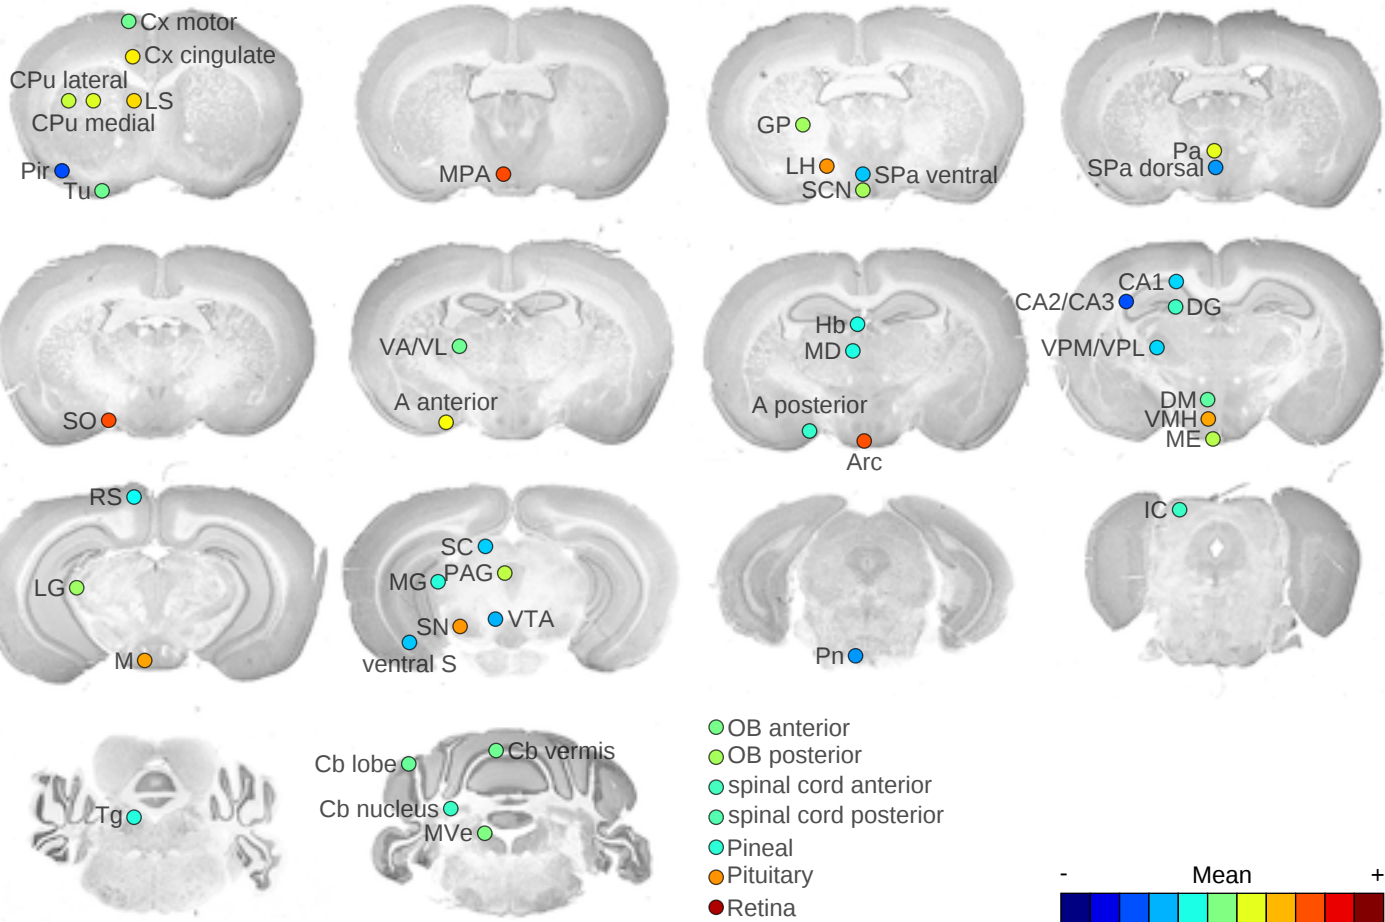 Cx motor
Cx cingulate
CPu lateral
LS
CPu medial
Pir
Tu
MPA
GP
LH
SPa ventral
SCN
Pa
SPa dorsal
SO
VA/VL
A anterior
Hb
MD
A posterior
Arc
CA1
CA2/CA3
DG
VPM/VPL
DM
VMH
ME
RS
LG
M
SC
MG
PAG
SN
VTA
ventral S
Pn
IC
Tg
Cb lobe
Cb vermis
Cb nucleus
MVe
OB anterior
OB posterior
spinal cord anterior
spinal cord posterior
Pineal
Pituitary
Retina
- Mean +